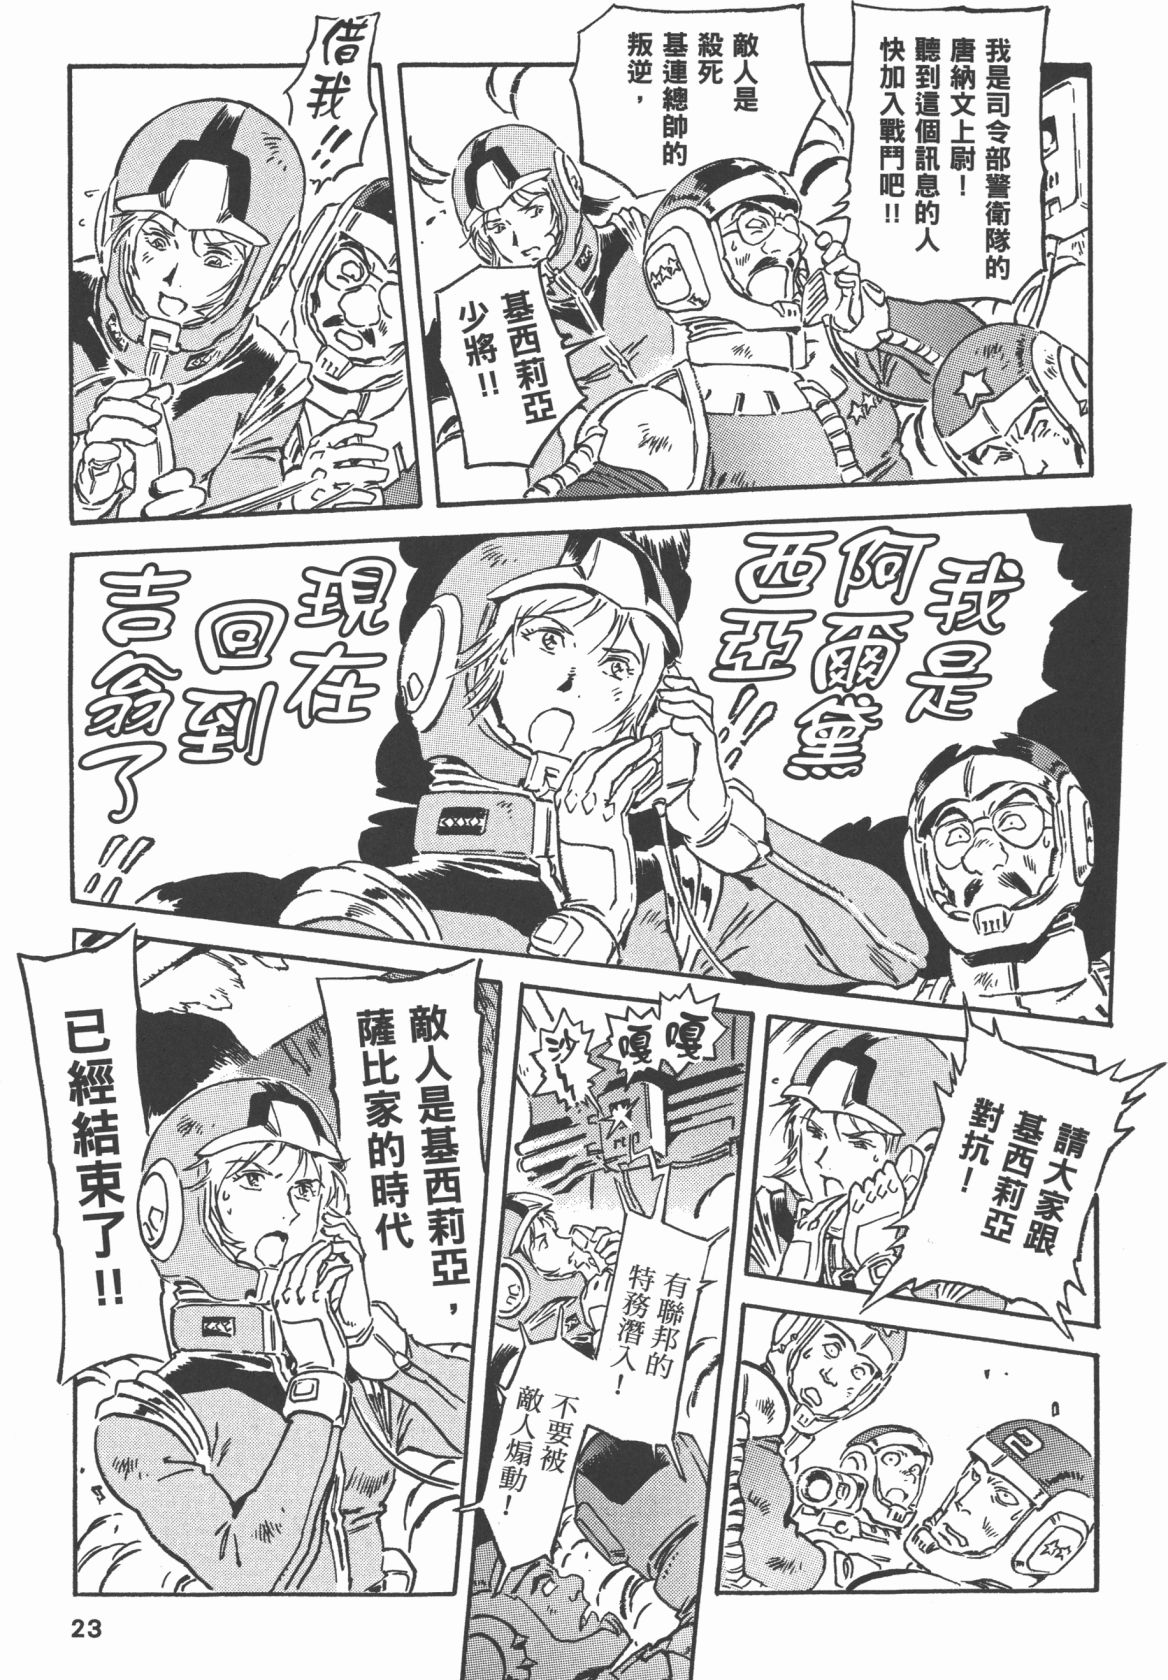 我是司令部警衛隊的
唐納文上尉！
聽到這個訊息的人
快加入戰鬥吧!!
敵人是
殺死
基連總帥的
叛逆，
基西莉亞
少將!!
借我!!
我是
阿爾黛
西亞!!
現在
回到
吉翁了!!
請大家跟
基西莉亞
對抗！
嘎
嘎
沙
有聯邦的
特務潛入！
不要被
敵人煽動！
2
敵人是基西莉亞，
薩比家的時代
已經結束了!!
23